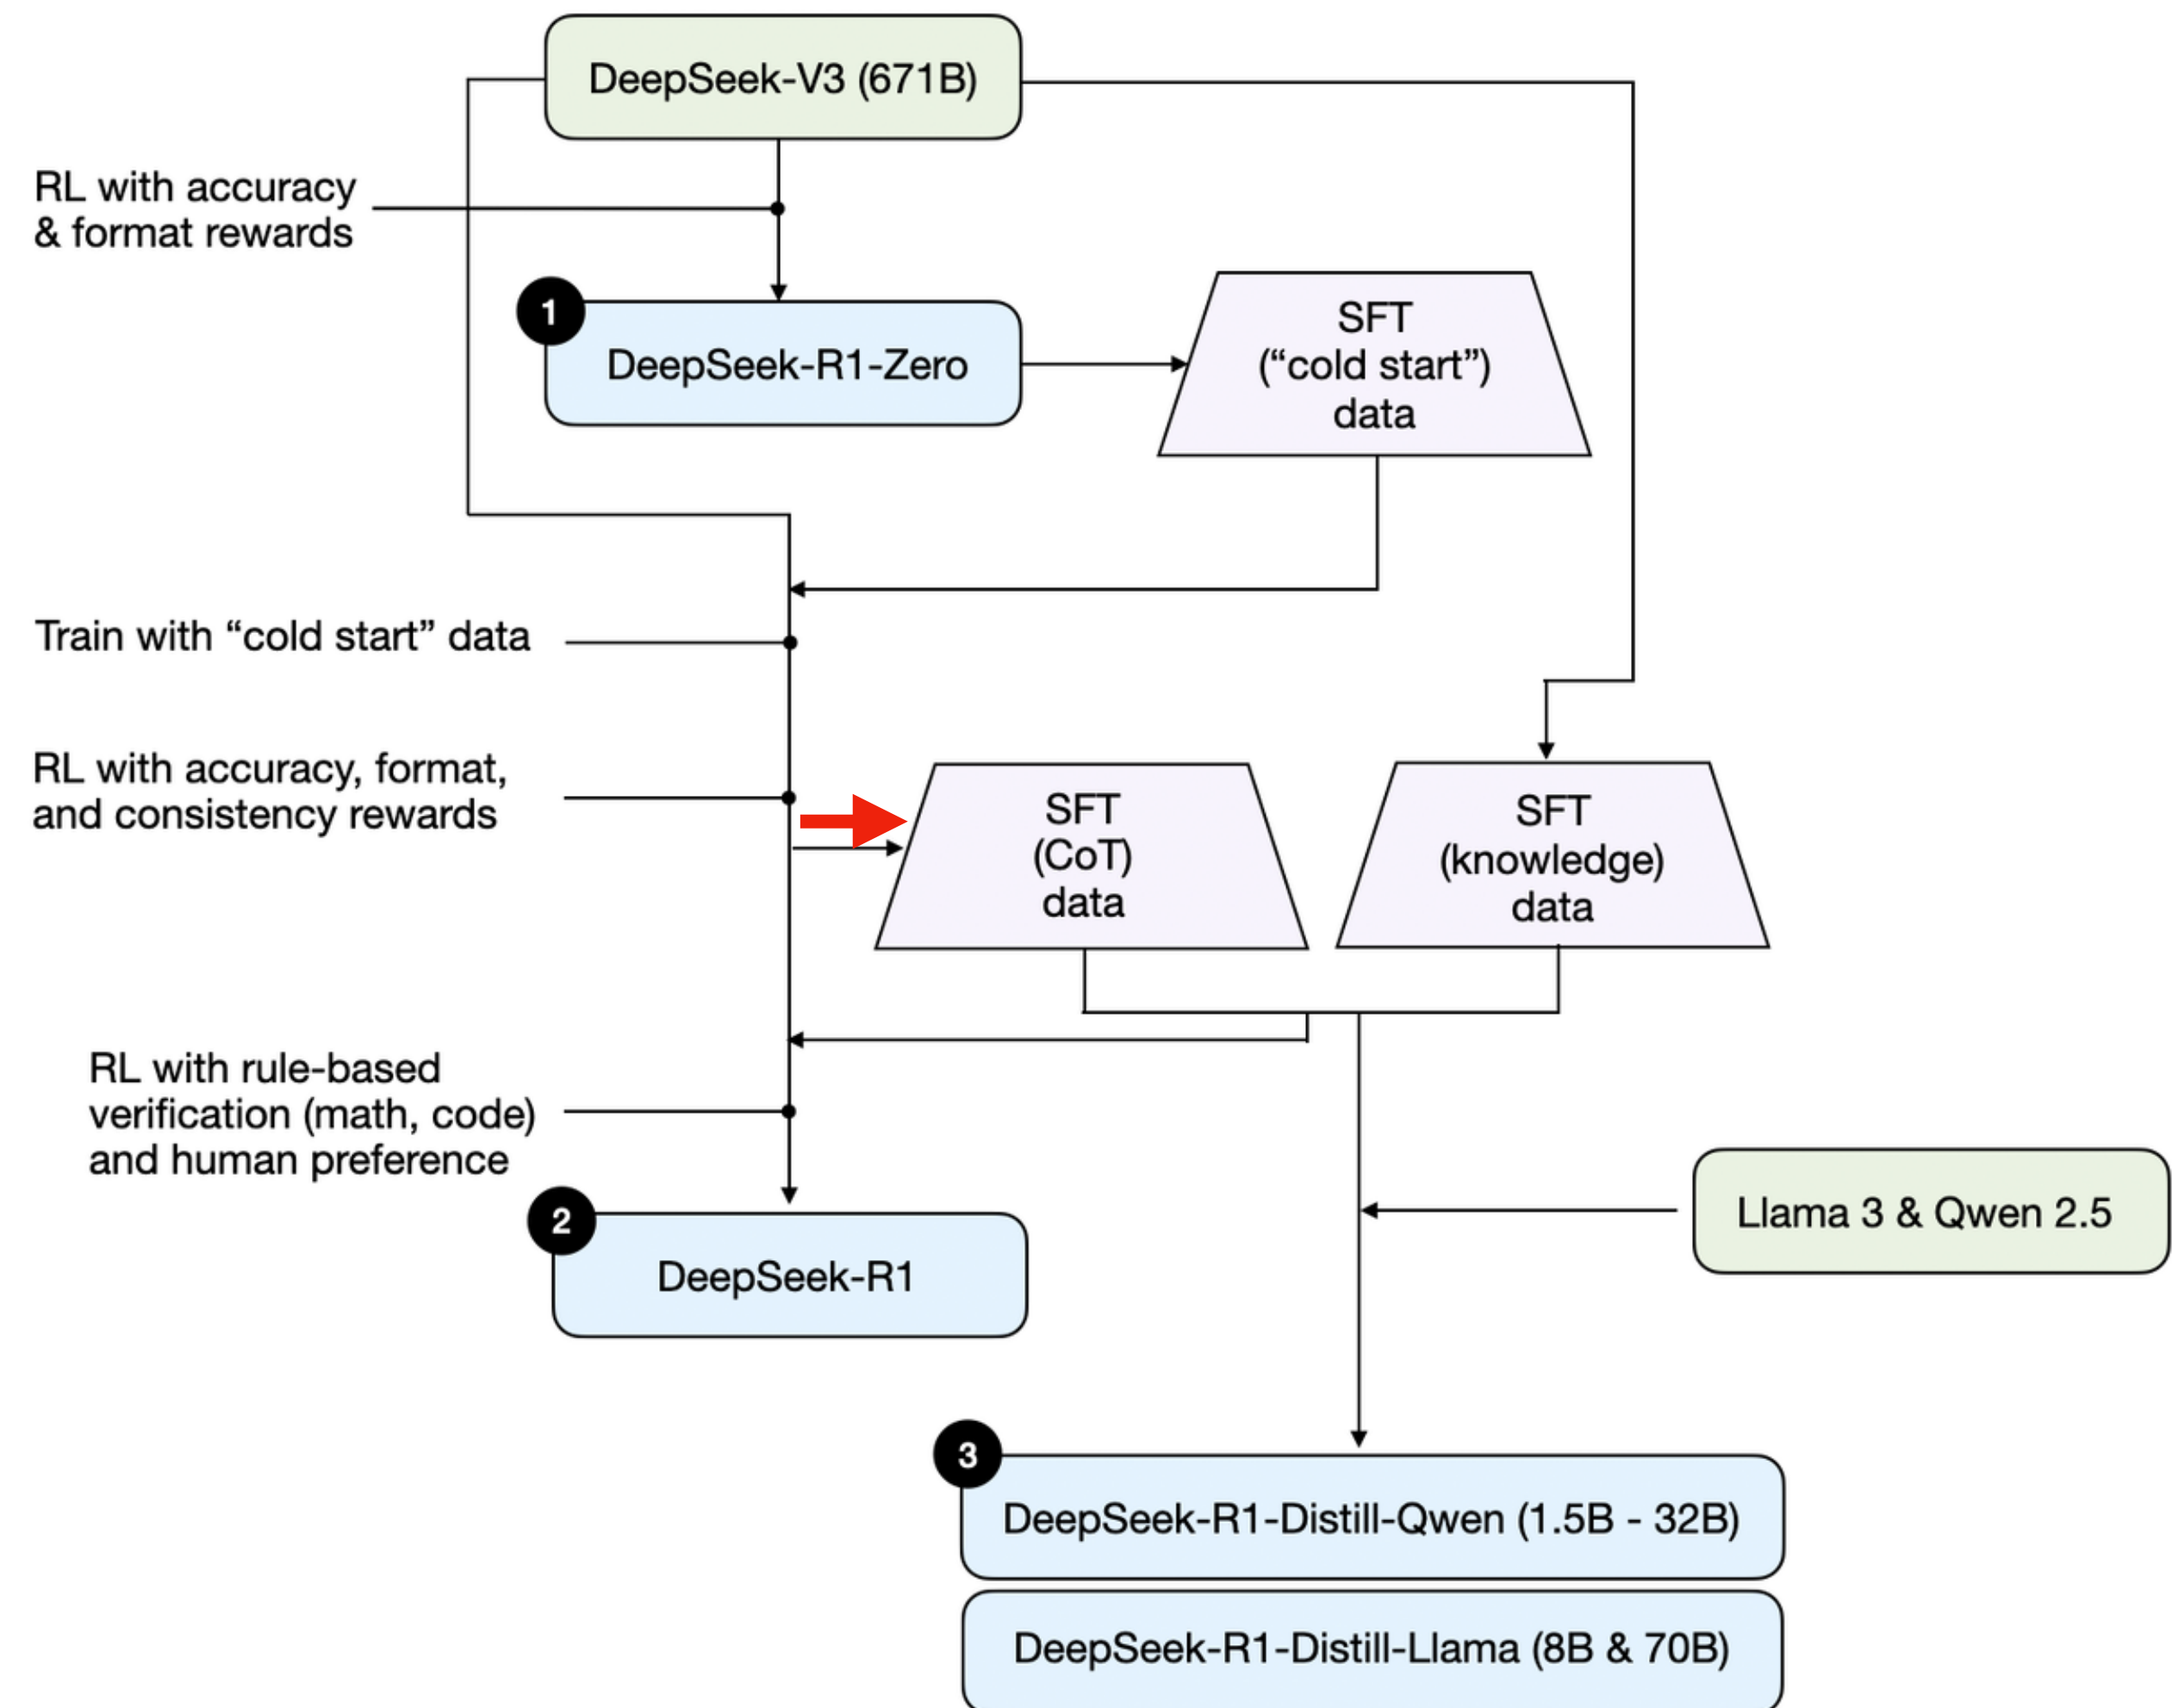 DeepSeek-V3 (671B)
RL with accuracy
& format rewards
1
DeepSeek-R1-Zero
SFT
(“cold start”)
data
Train with “cold start” data
RL with accuracy, format,
and consistency rewards
SFT
(CoT)
data
SFT
(knowledge)
data
RL with rule-based
verification (math, code)
and human preference
2
DeepSeek-R1
Llama 3 & Qwen 2.5
3
DeepSeek-R1-Distill-Qwen (1.5B - 32B)
DeepSeek-R1-Distill-Llama (8B & 70B)